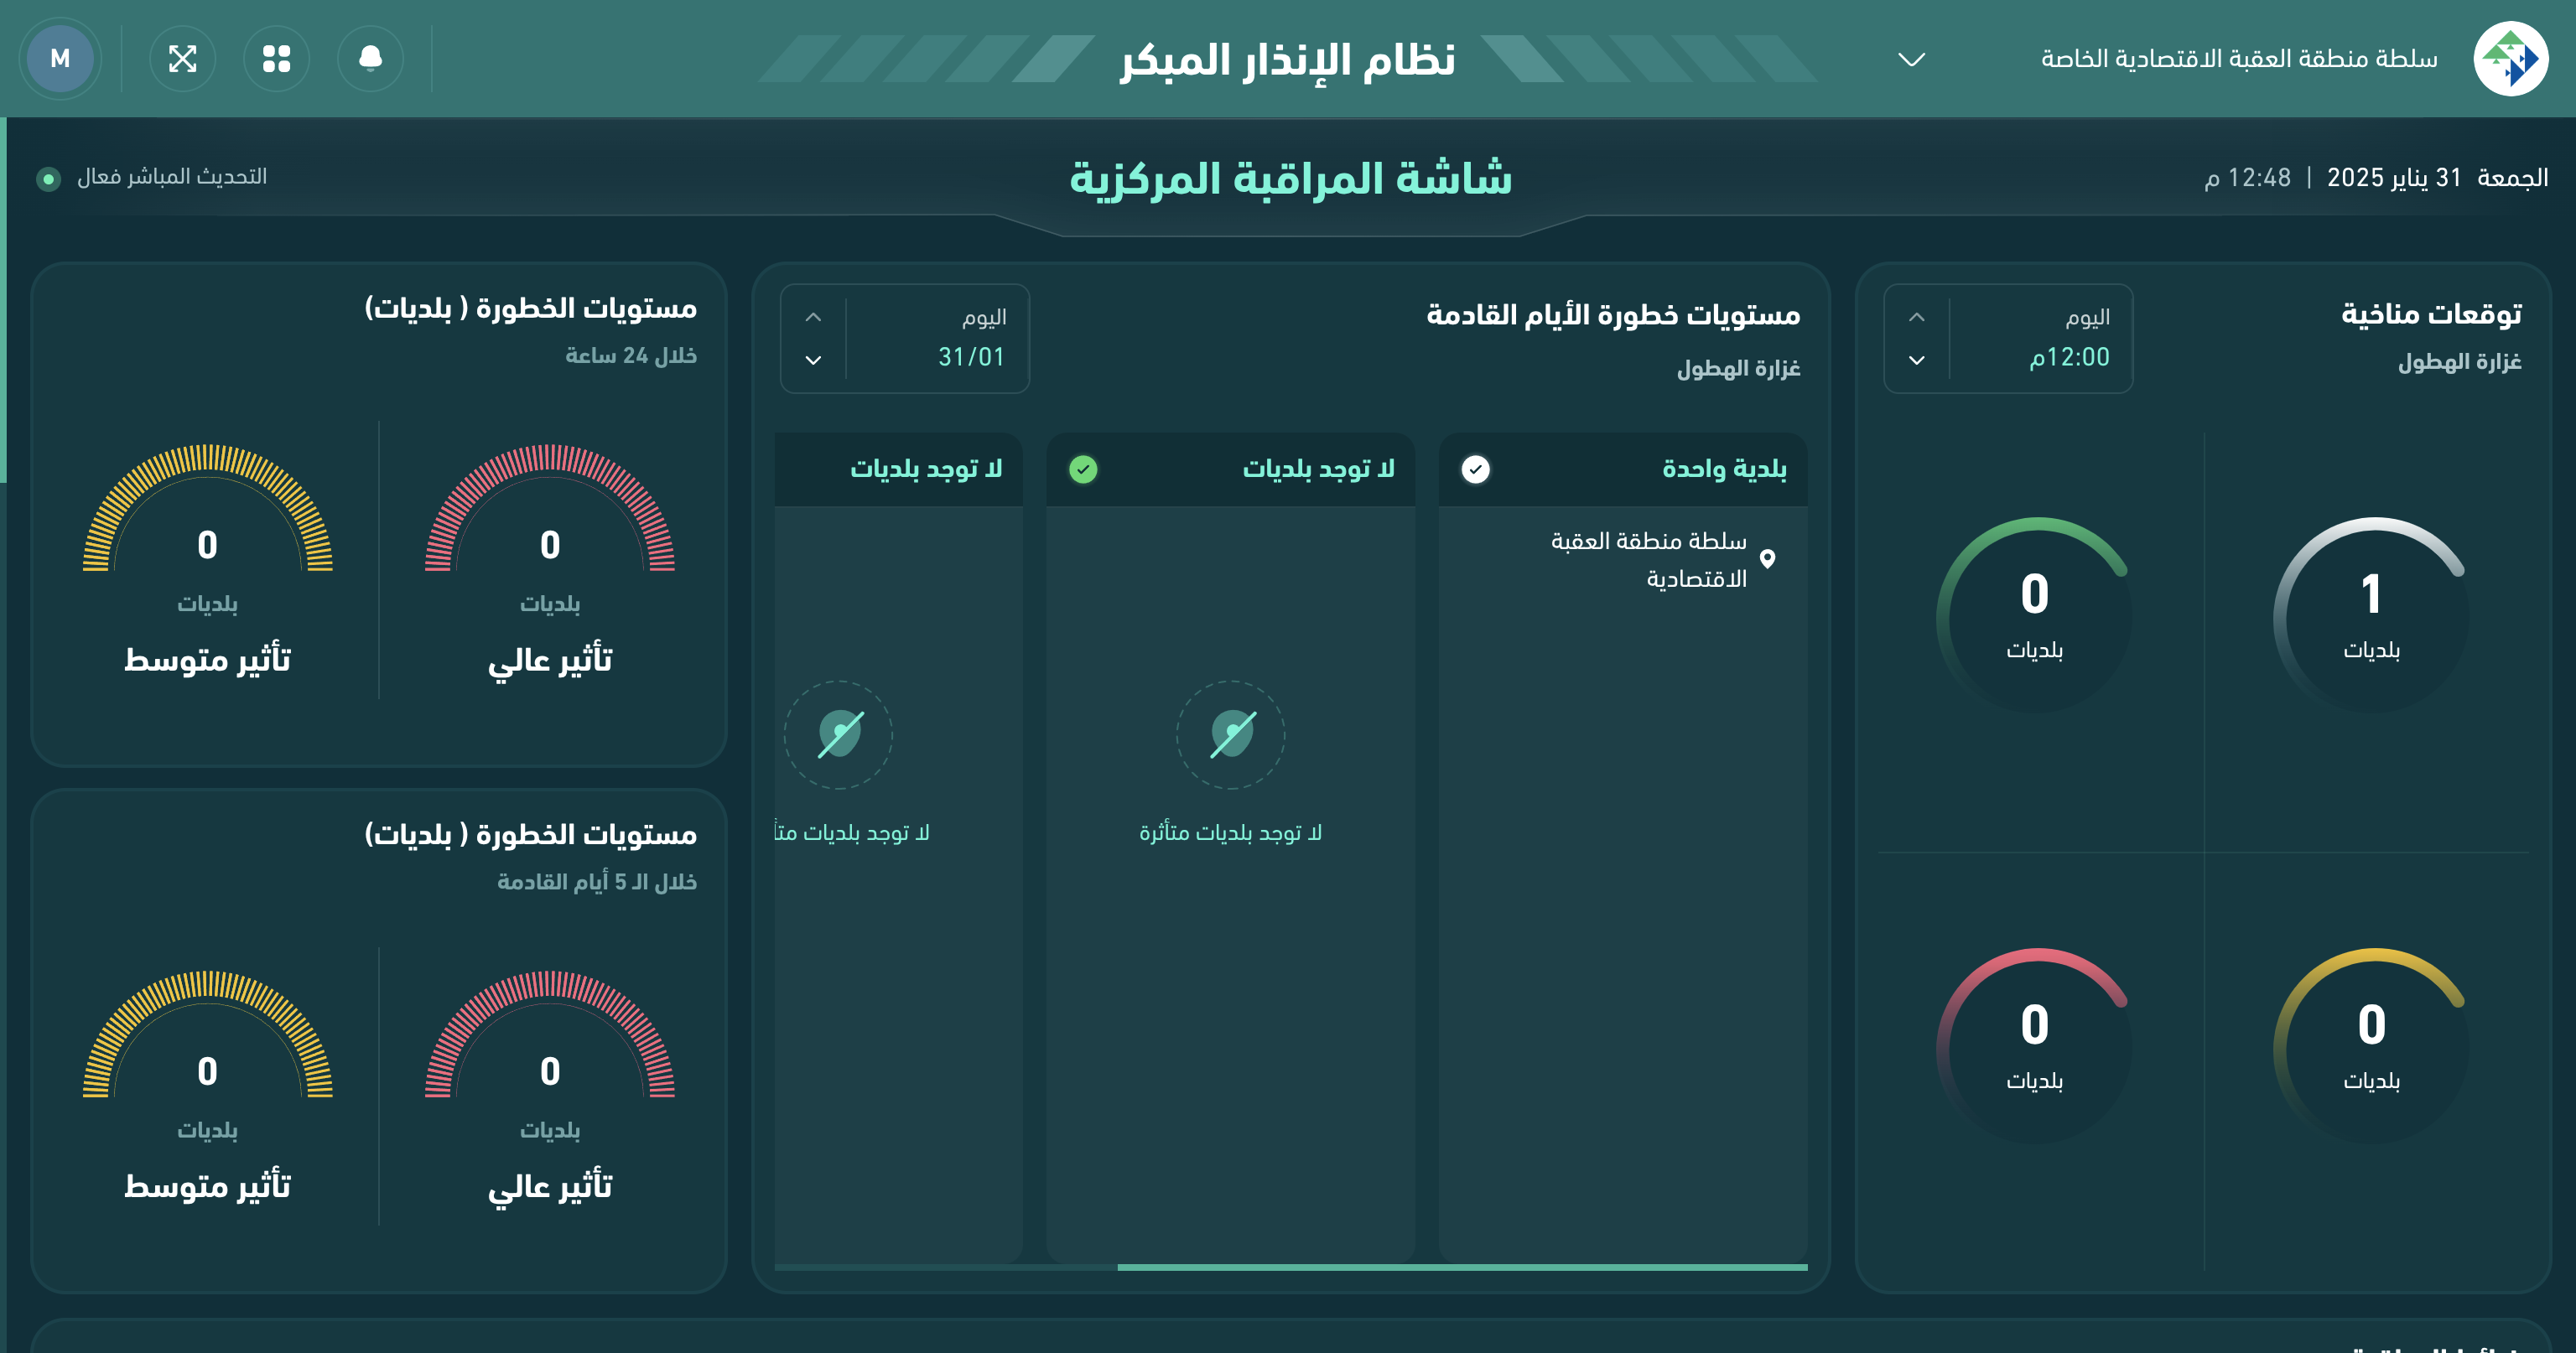 سلطة منطقة العقبة الاقتصادية الخاصة
نظام الإنذار المبكر
M
الجمعة 31 يناير 2025 | 12:48 م
شاشة المراقبة المركزية
التحديث المباشر فعال
توقعات مناخية
غزارة الهطول
اليوم
12:00م
1
بلديات
0
بلديات
0
بلديات
0
بلديات
مستويات خطورة الأيام القادمة
غزارة الهطول
اليوم
31/01
بلدية واحدة
سلطة منطقة العقبة
الاقتصادية
لا توجد بلديات
لا توجد بلديات متأثرة
لا توجد بلديات
لا توجد بلديات
مستويات الخطورة ( بلديات)
خلال 24 ساعة
0
بلديات
تأثير عالي
0
بلديات
تأثير متوسط
مستويات الخطورة ( بلديات)
خلال الـ 5 أيام القادمة
0
بلديات
تأثير عالي
0
بلديات
تأثير متوسط